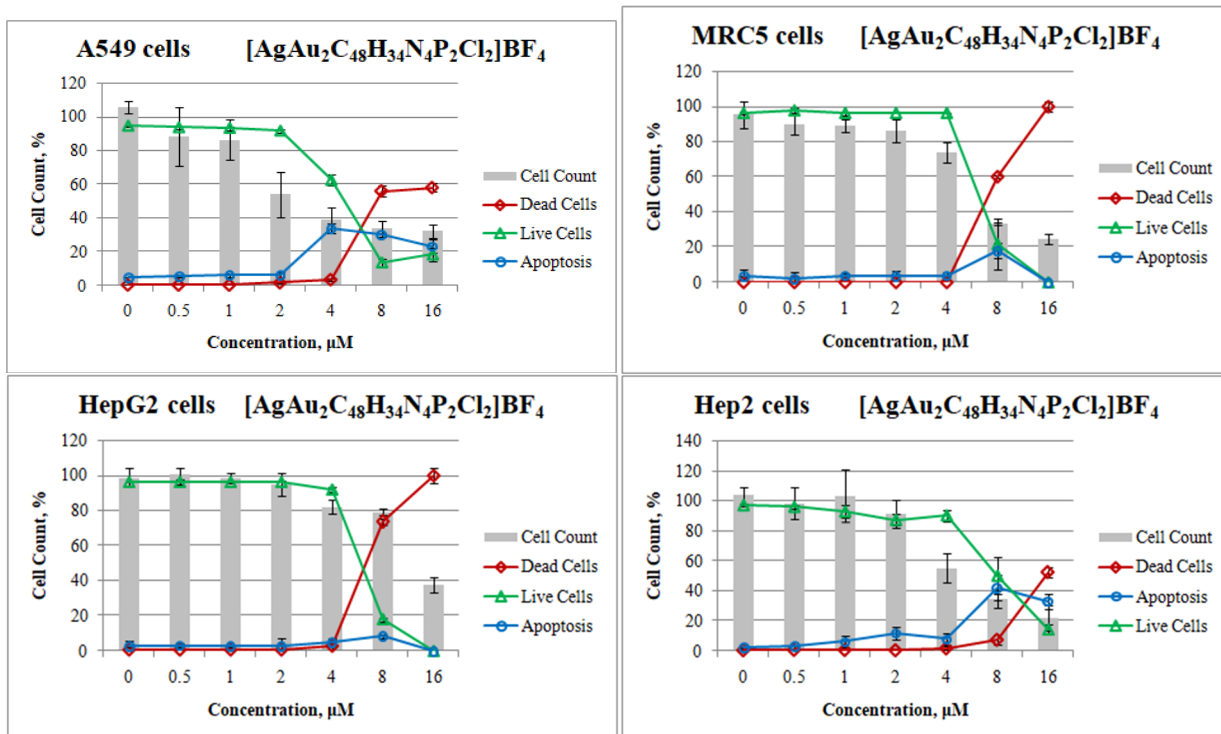 A549 cells [AgAu₂C₄₈H₃₄N₄P₂Cl₂]BF₄
120
100
80
60
40
20
0
Cell Count, %
0 0.5 1 2 4 8 16
Concentration, µM
Cell Count
Dead Cells
Live Cells
Apoptosis
MRC5 cells [AgAu₂C₄₈H₃₄N₄P₂Cl₂]BF₄
120
100
80
60
40
20
0
Cell Count, %
0 0.5 1 2 4 8 16
Concentration, µM
Cell Count
Dead Cells
Live Cells
Apoptosis
HepG2 cells [AgAu₂C₄₈H₃₄N₄P₂Cl₂]BF₄
120
100
80
60
40
20
0
Cell Count, %
0 0.5 1 2 4 8 16
Concentration, µM
Cell Count
Dead Cells
Live Cells
Apoptosis
Hep2 cells [AgAu₂C₄₈H₃₄N₄P₂Cl₂]BF₄
140
120
100
80
60
40
20
0
Cell Count, %
0 0.5 1 2 4 8 16
Concentration, µM
Cell Count
Dead Cells
Apoptosis
Live Cells